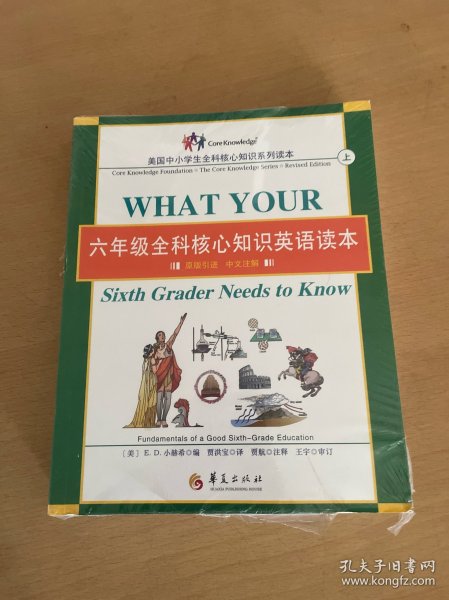 Core Knowledge
美国中小学生全科核心知识系列读本
上
Core Knowledge Foundation The Core Knowledge Series Revised Edition
WHAT YOUR
六年级全科核心知识英语读本
原版引进 中文注解
Sixth Grader Needs to Know
Fundamentals of a Good Sixth-Grade Education
[美] E. D. 小赫希◎编 贾洪宝◎译 贾航◎注释 王宇◎审订
华夏出版社
HUAXIA PUBLISHING HOUSE
孔夫子旧书网
www.kongfz.com